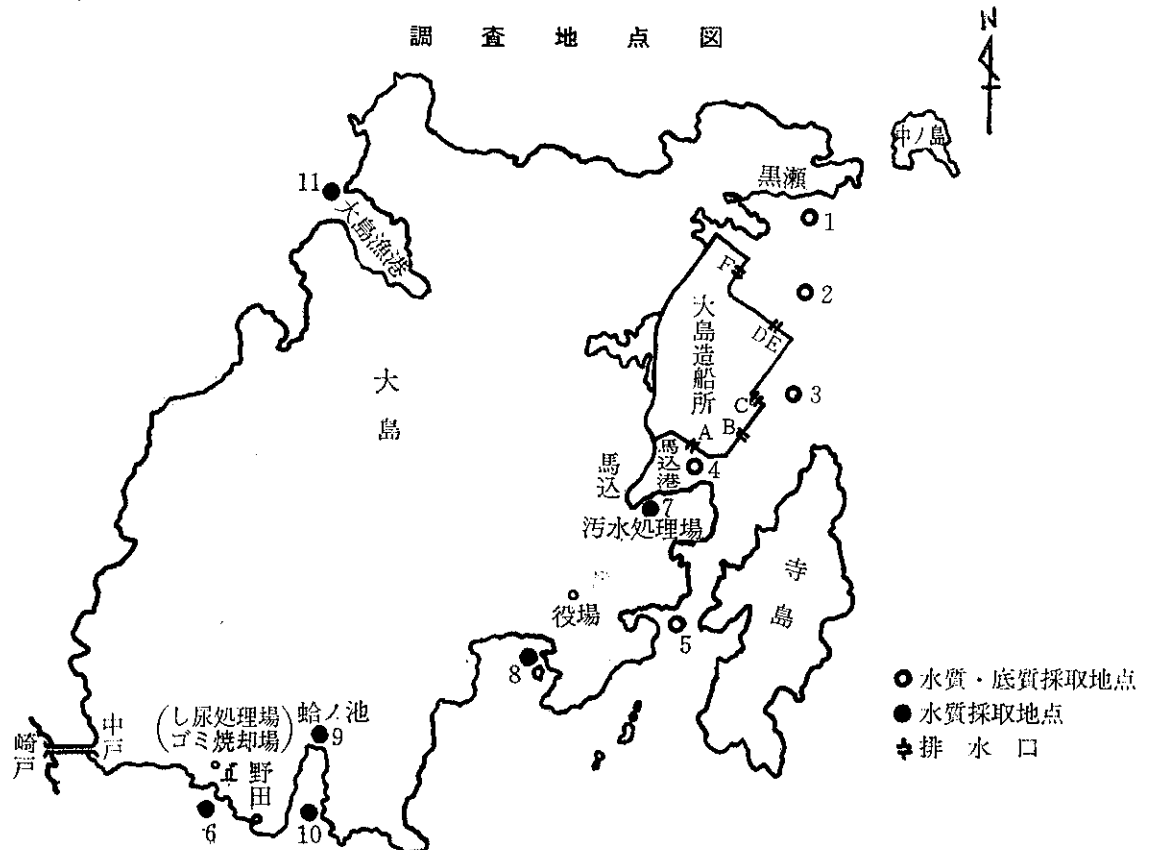 調査地点図
N
中ノ島
黒瀬
1
11
大島漁港
F
2
大島造船所
DE
大島
C
3
B
A
馬込港
4
馬込
7
汚水処理場
寺島
役場
5
8
水質・底質採取地点
水質採取地点
排水口
(し尿処理場
ゴミ焼却場)
蛤ノ池
9
中戸
崎戸
野田
6
10